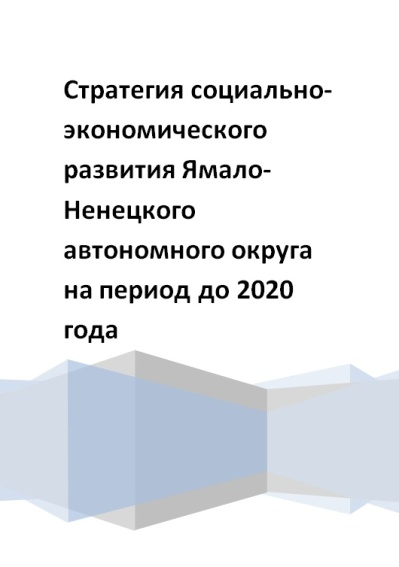 Стратегия социально-
экономического
развития Ямало-
Ненецкого
автономного округа
на период до 2020
года